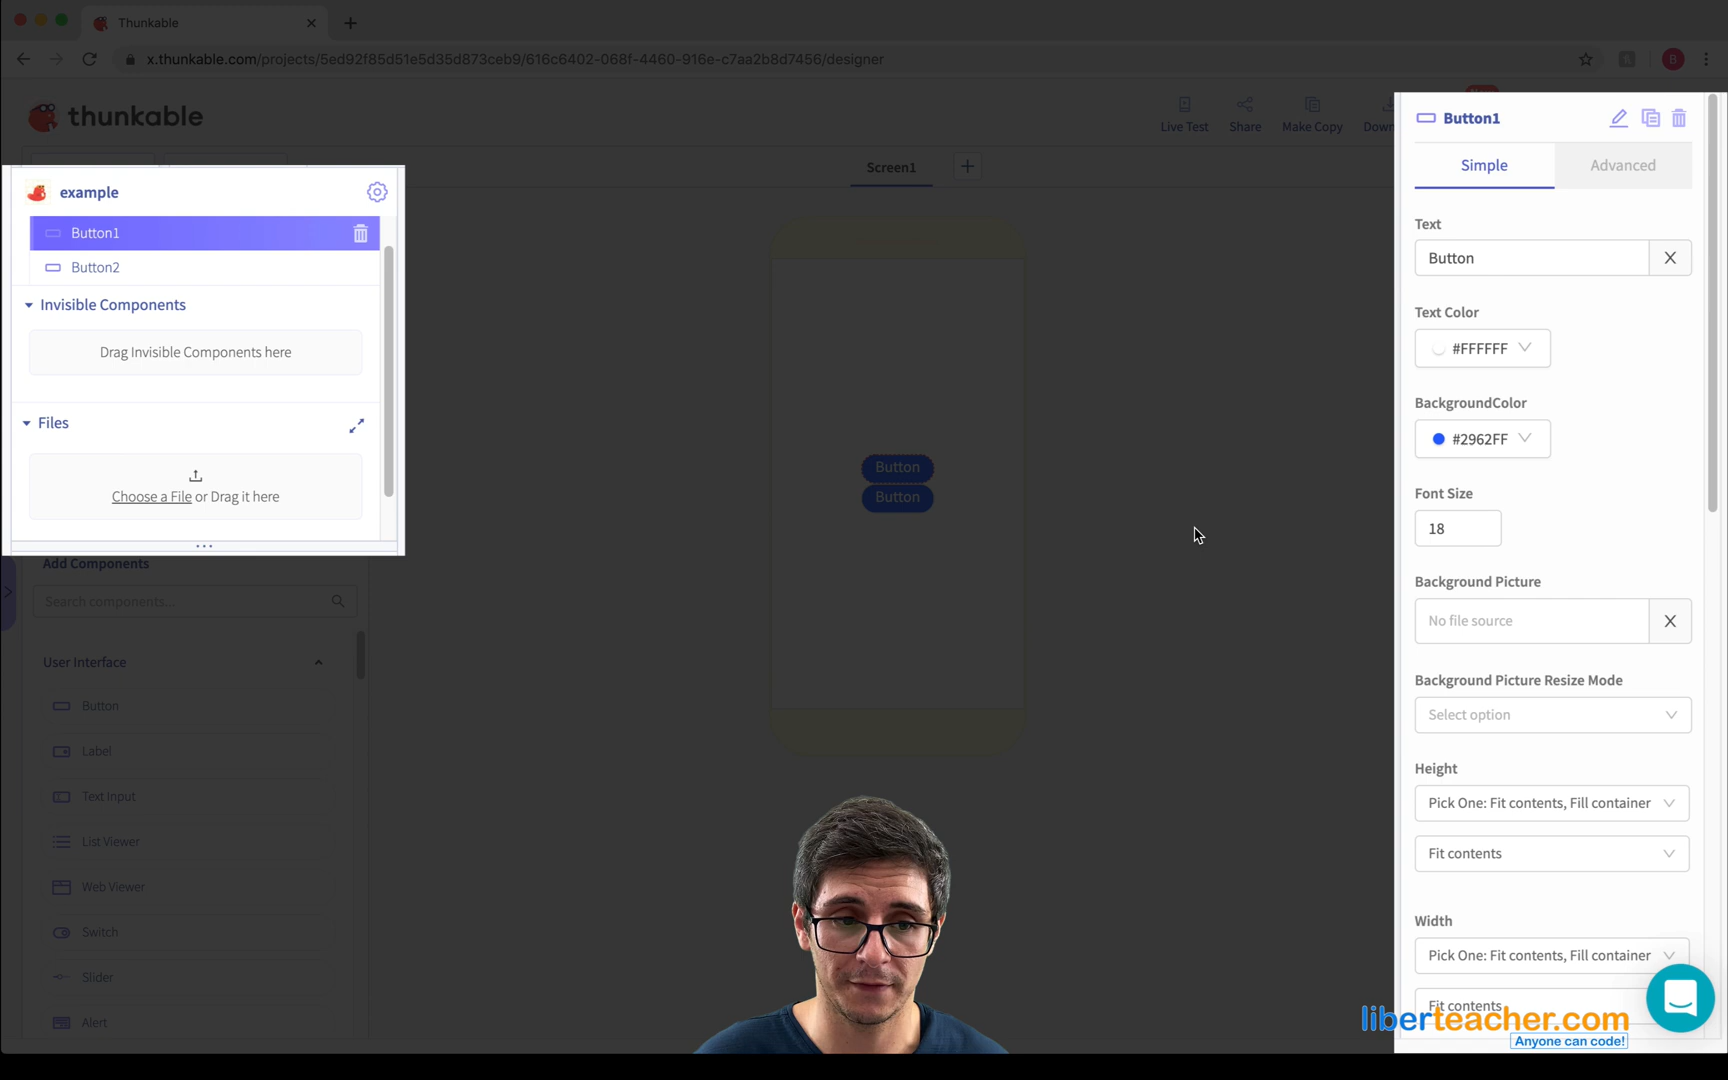 Thunkable
x.thunkable.com/projects/5ed92f85d51e5d35d873ceb9/616c6402-068f-4460-916e-c7aa2b8d7456/designer
B
thunkable
Live Test
Share
Make Copy
Down
Screen1
example
Button1
Button2
Invisible Components
Drag Invisible Components here
Files
Choose a File or Drag it here
Add Components
Search components...
User Interface
Button
Label
Text Input
List Viewer
Web Viewer
Switch
Slider
Alert
Button
Button
Button1
Simple
Advanced
Text
Button
X
Text Color
#FFFFFF
BackgroundColor
#2962FF
Font Size
18
Background Picture
No file source
X
Background Picture Resize Mode
Select option
Height
Pick One: Fit contents, Fill container
Fit contents
Width
Pick One: Fit contents, Fill container
Fit contents
liberteacher.com
Anyone can code!